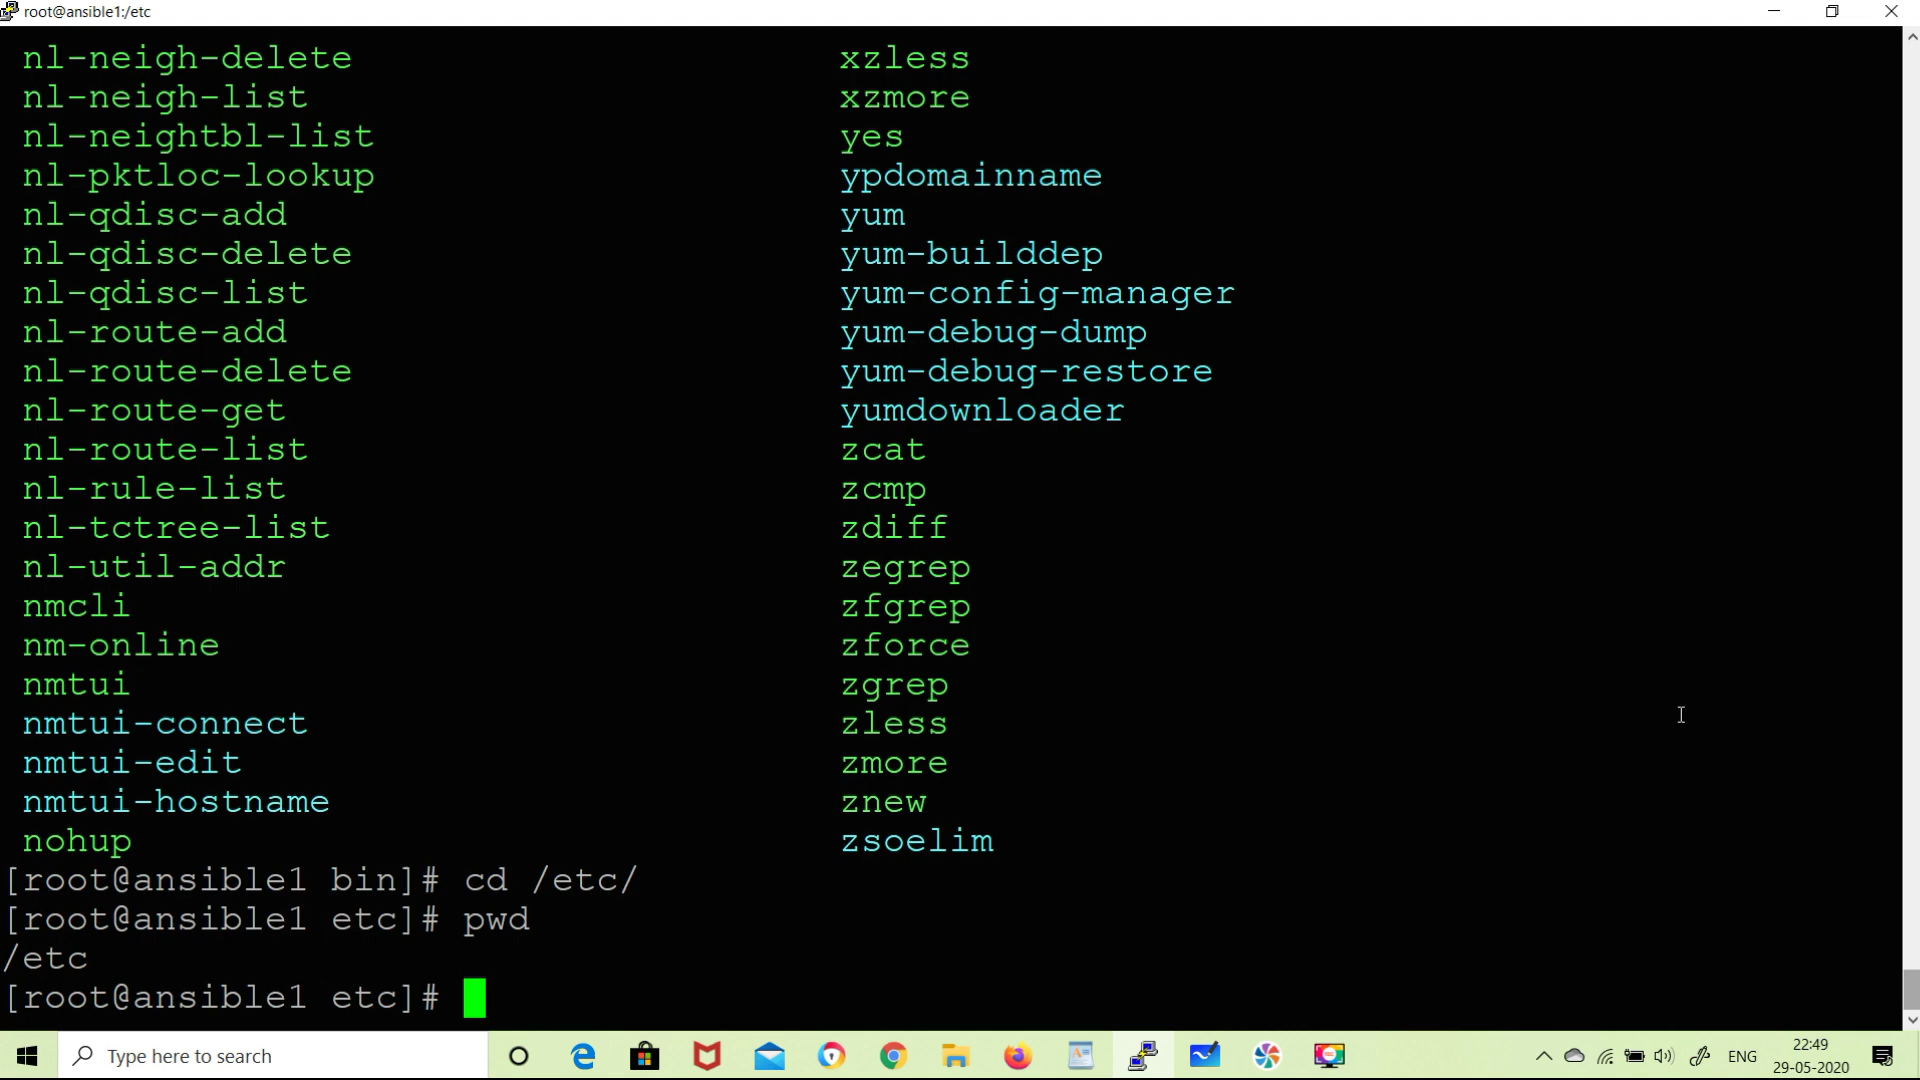 root@ansible1:/etc
nl-neigh-delete xzless
nl-neigh-list xzmore
nl-neightbl-list yes
nl-pktloc-lookup ypdomainname
nl-qdisc-add yum
nl-qdisc-delete yum-builddep
nl-qdisc-list yum-config-manager
nl-route-add yum-debug-dump
nl-route-delete yum-debug-restore
nl-route-get yumdownloader
nl-route-list zcat
nl-rule-list zcmp
nl-tctree-list zdiff
nl-util-addr zegrep
nmcli zfgrep
nm-online zforce
nmtui zgrep
nmtui-connect zless
nmtui-edit zmore
nmtui-hostname znew
nohup zsoelim
[root@ansible1 bin]# cd /etc/
[root@ansible1 etc]# pwd
/etc
[root@ansible1 etc]#
Type here to search
ENG
22:49
29-05-2020